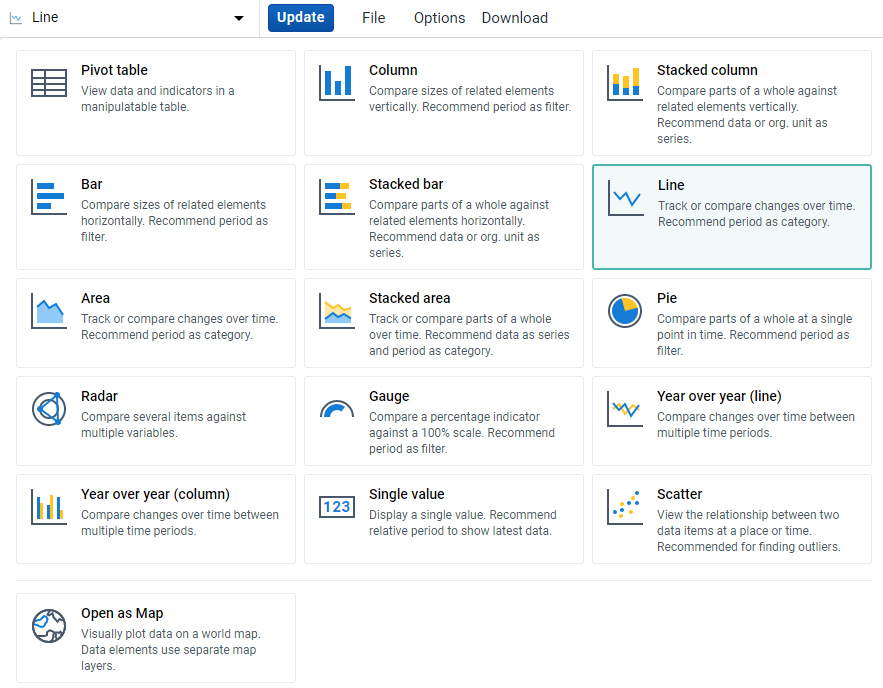 Line
Update
File
Options
Download
Pivot table
View data and indicators in a
manipulatable table.
Column
Compare sizes of related elements
vertically. Recommend period as filter.
Stacked column
Compare parts of a whole against
related elements vertically.
Recommend data or org. unit as
series.
Bar
Compare sizes of related elements
horizontally. Recommend period as
filter.
Stacked bar
Compare parts of a whole against
related elements horizontally.
Recommend data or org. unit as
series.
Line
Track or compare changes over time.
Recommend period as category.
Area
Track or compare changes over time.
Recommend period as category.
Stacked area
Track or compare parts of a whole
over time. Recommend data as series
and period as category.
Pie
Compare parts of a whole at a single
point in time. Recommend period as
filter.
Radar
Compare several items against
multiple variables.
Gauge
Compare a percentage indicator
against a 100% scale. Recommend
period as filter.
Year over year (line)
Compare changes over time between
multiple time periods.
Year over year (column)
Compare changes over time between
multiple time periods.
123
Single value
Display a single value. Recommend
relative period to show latest data.
Scatter
View the relationship between two
data items at a place or time.
Recommended for finding outliers.
Open as Map
Visually plot data on a world map.
Data elements use separate map
layers.